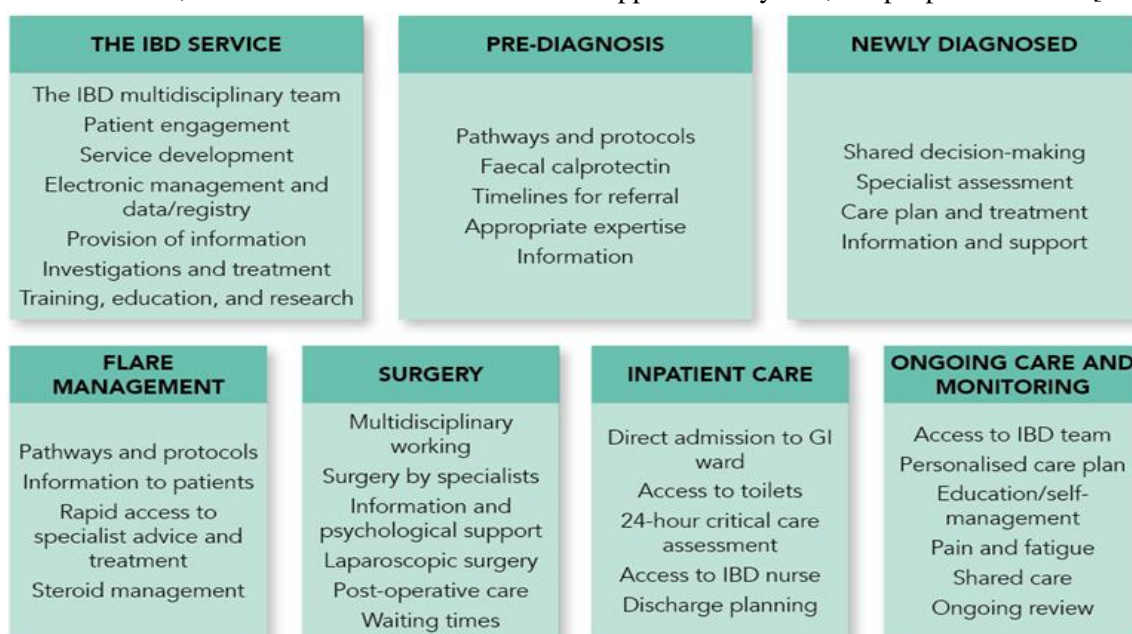 THE IBD SERVICE
The IBD multidisciplinary team
Patient engagement
Service development
Electronic management and
data/registry
Provision of information
Investigations and treatment
Training, education, and research
PRE-DIAGNOSIS
Pathways and protocols
Faecal calprotectin
Timelines for referral
Appropriate expertise
Information
NEWLY DIAGNOSED
Shared decision-making
Specialist assessment
Care plan and treatment
Information and support
FLARE
MANAGEMENT
Pathways and protocols
Information to patients
Rapid access to
specialist advice and
treatment
Steroid management
SURGERY
Multidisciplinary
working
Surgery by specialists
Information and
psychological support
Laparoscopic surgery
Post-operative care
Waiting times
INPATIENT CARE
Direct admission to GI
ward
Access to toilets
24-hour critical care
assessment
Access to IBD nurse
Discharge planning
ONGOING CARE AND
MONITORING
Access to IBD team
Personalised care plan
Education/self-
management
Pain and fatigue
Shared care
Ongoing review